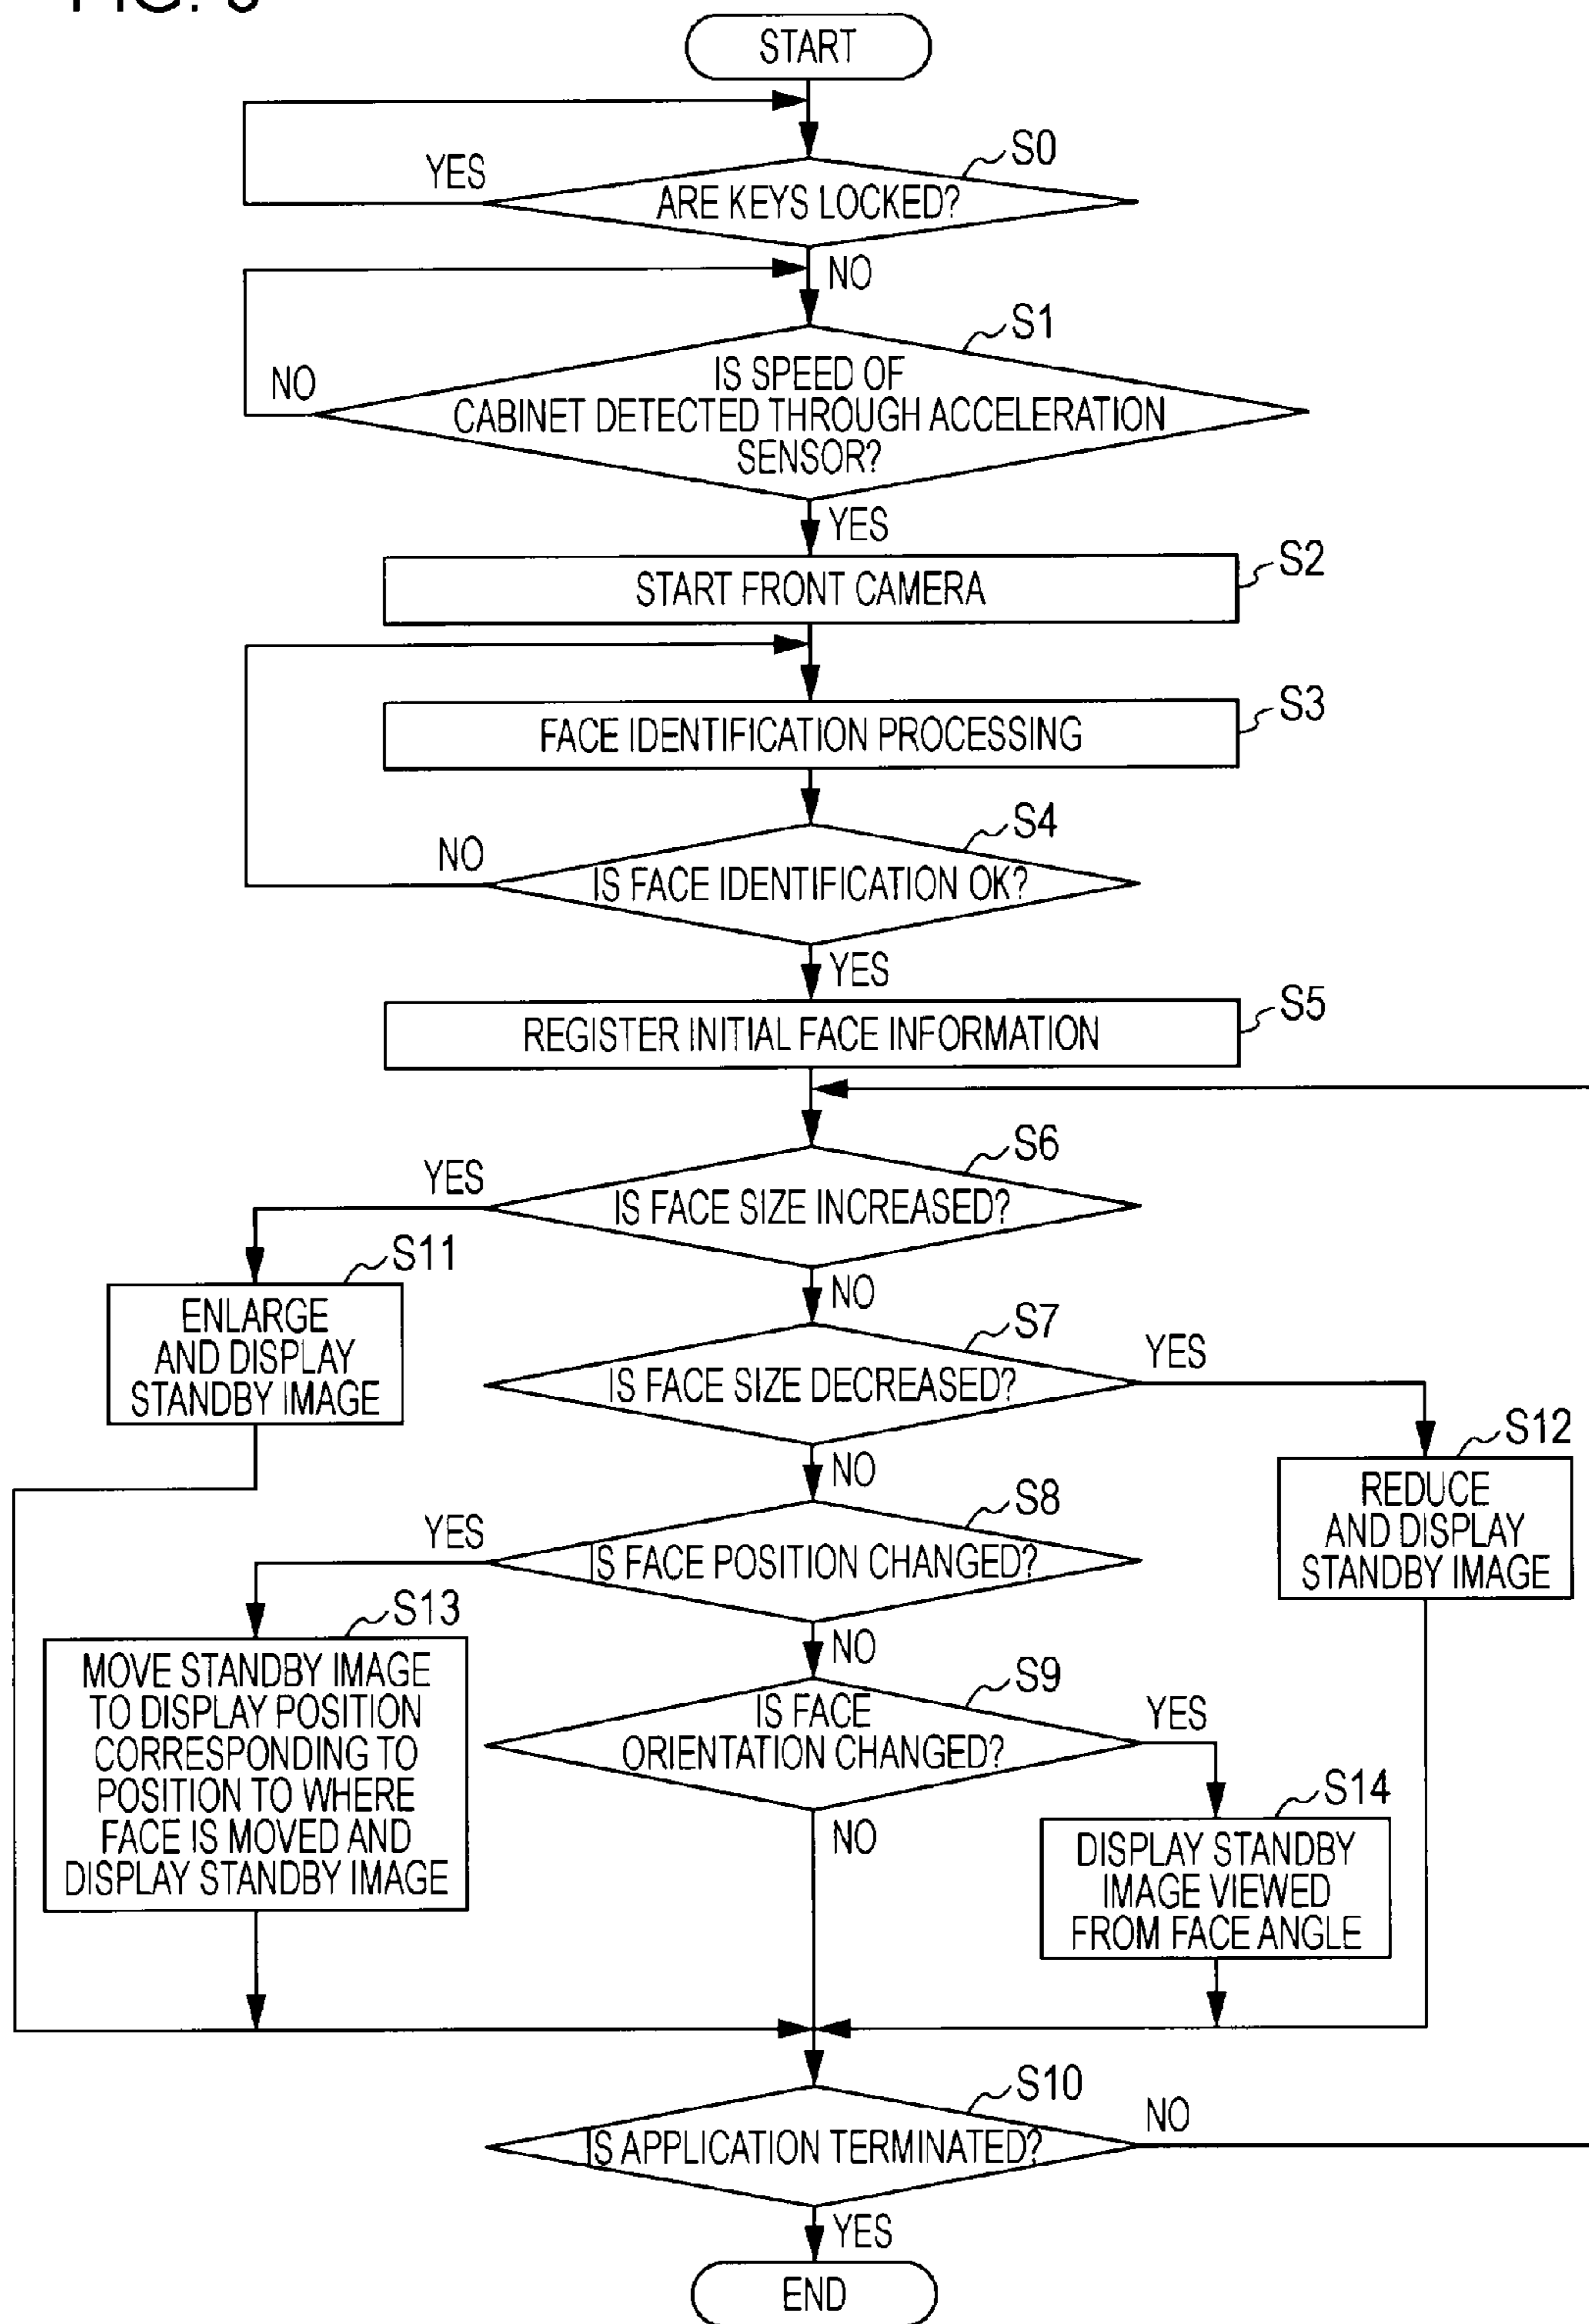 START
S0
YES
ARE KEYS LOCKED?
NO
S1
NO
IS SPEED OF
CABINET DETECTED THROUGH ACCELERATION
SENSOR?
YES
S2
START FRONT CAMERA
S3
FACE IDENTIFICATION PROCESSING
S4
NO
IS FACE IDENTIFICATION OK?
YES
S5
REGISTER INITIAL FACE INFORMATION
S6
YES
IS FACE SIZE INCREASED?
S11
NO
ENLARGE
AND DISPLAY
STANDBY IMAGE
S7
YES
IS FACE SIZE DECREASED?
S12
NO
REDUCE
AND DISPLAY
STANDBY IMAGE
S8
YES
IS FACE POSITION CHANGED?
S13
NO
MOVE STANDBY IMAGE
TO DISPLAY POSITION
CORRESPONDING TO
POSITION TO WHERE
FACE IS MOVED AND
DISPLAY STANDBY IMAGE
S9
IS FACE
ORIENTATION CHANGED?
YES
S14
NO
DISPLAY STANDBY
IMAGE VIEWED
FROM FACE ANGLE
S10
NO
IS APPLICATION TERMINATED?
YES
END